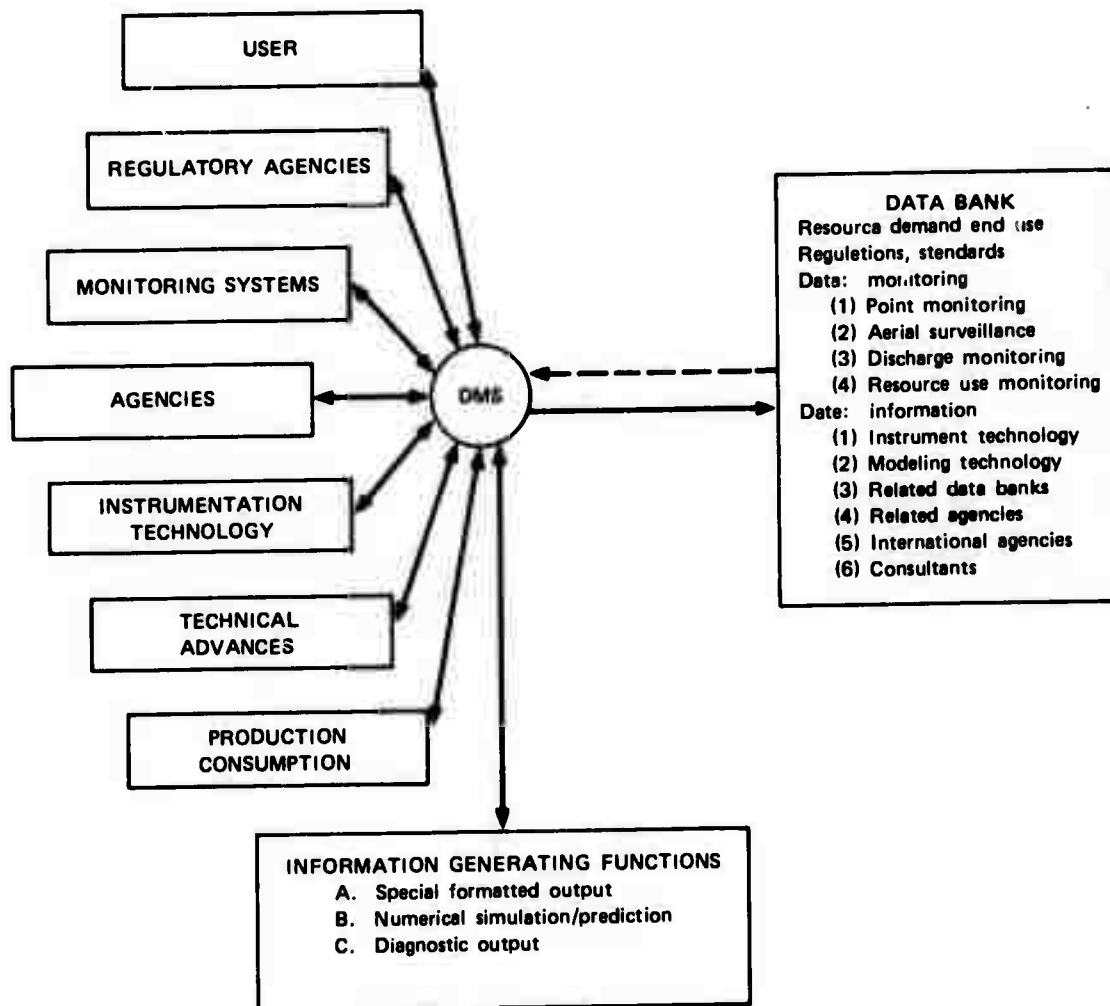 USER
REGULATORY AGENCIES
MONITORING SYSTEMS
AGENCIES
INSTRUMENTATION
TECHNOLOGY
TECHNICAL
ADVANCES
PRODUCTION
CONSUMPTION
DMS
DATA BANK
Resourca demand end use
Reguletions, stendards
Data: monitoring
(1) Point monitoring
(2) Aerial surveillance
(3) Discharge monitoring
(4) Resource use monitoring
Date: information
(1) Instrument technology
(2) Modeling technology
(3) Related data banks
(4) Related agencies
(5) International agencies
(6) Consultants
INFORMATION GENERATING FUNCTIONS
A. Special formatted output
B. Numerical simulation/prediction
C. Diagnostic output